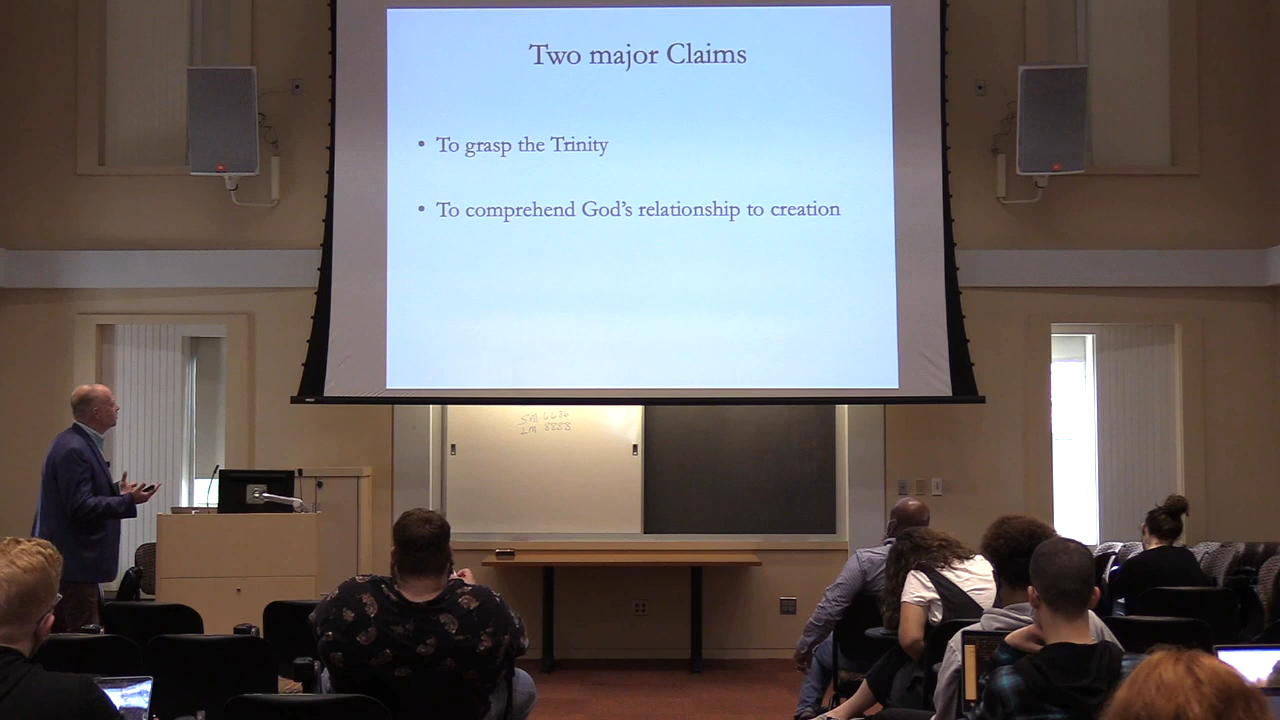 Two major Claims
• To grasp the Trinity
• To comprehend God's relationship to creation